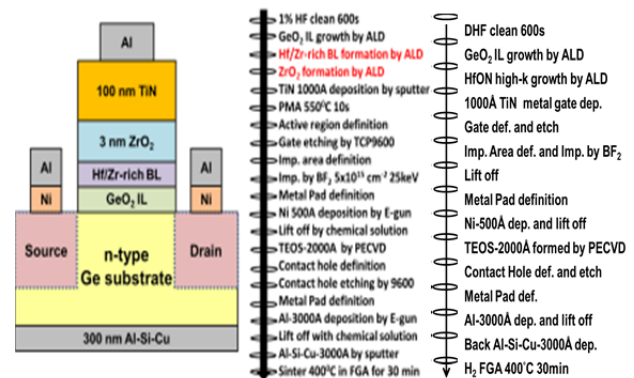 Al
100 nm TiN
3 nm ZrO₂
Al
Hf/Zr-rich BL
Al
Ni
GeO₂ IL
Ni
Source
n-type
Ge substrate
Drain
300 nm Al-Si-Cu
1% HF clean 600s
GeO₂ IL growth by ALD
Hf/Zr-rich BL formation by ALD
ZrO₂ formation by ALD
TiN 1000A deposition by sputter
PMA 550⁰C 10s
Active region definition
Gate etching by TCP9600
Imp. area definition
Imp. by BF₂ 5x10¹⁵ cm⁻² 25keV
Metal Pad definition
Ni 500A deposition by E-gun
Lift off by chemical solution
TEOS-2000A by PECVD
Contact hole definition
Contact hole etching by 9600
Metal Pad definition
Al-3000A deposition by E-gun
Lift off with chemical solution
Al-Si-Cu-3000A by sputter
Sinter 400⁰C in FGA for 30 min
DHF clean 600s
GeO₂ IL growth by ALD
HfON high-k growth by ALD
1000Å TiN metal gate dep.
Gate def. and etch
Imp. Area def. and Imp. by BF₂
Lift off
Metal Pad definition
Ni-500Å dep. and lift off
TEOS-2000Å formed by PECVD
Contact Hole def. and etch
Metal Pad def.
Al-3000Å dep. and lift off
Back Al-Si-Cu-3000Å dep.
H₂ FGA 400°C 30min